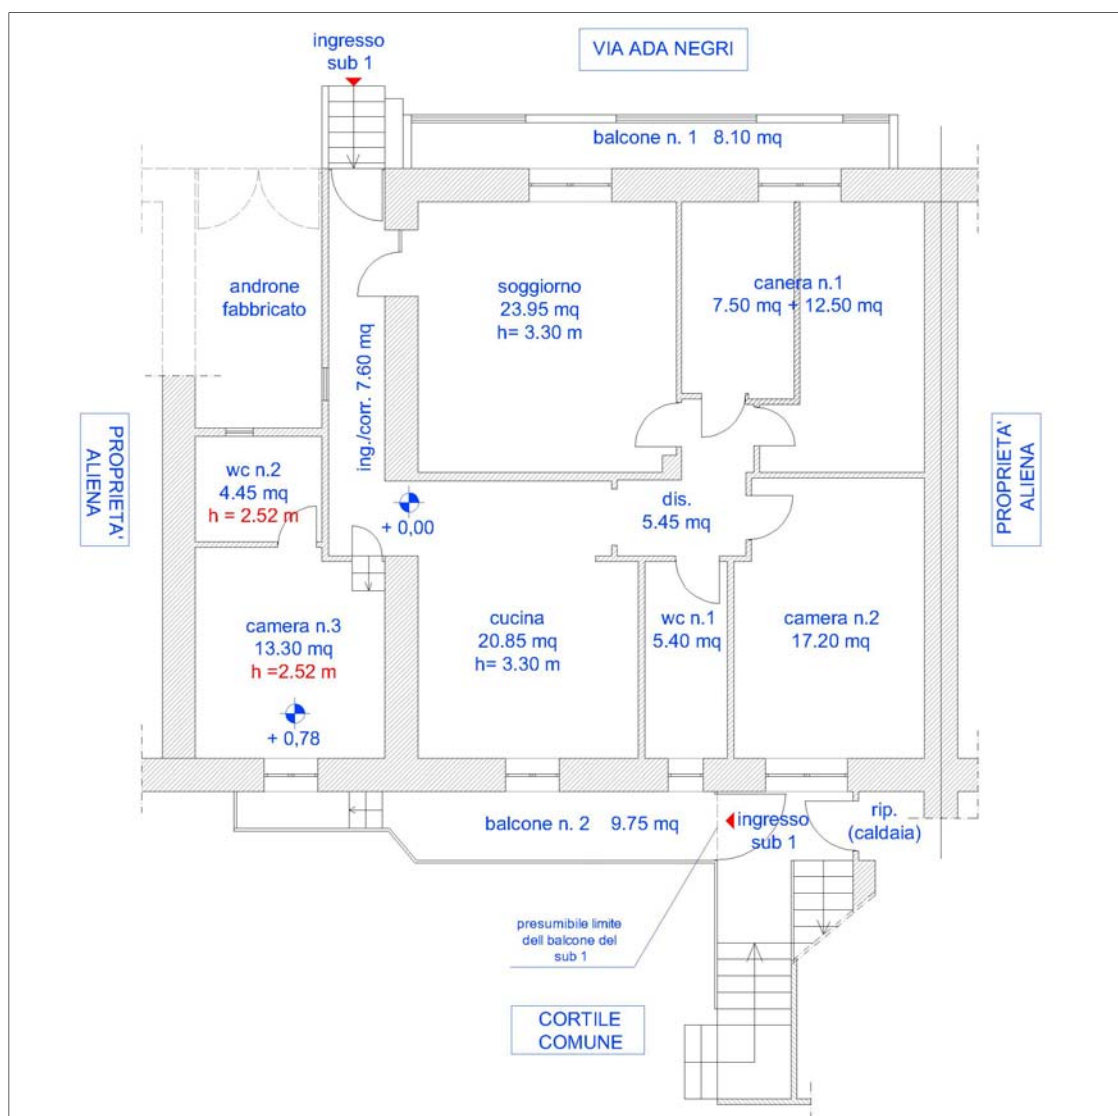 ingresso
sub 1
VIA ADA NEGRI
balcone n. 1 8.10 mq
androne
fabbricato
ing./corr. 7.60 mq
soggiorno
23.95 mq
h= 3.30 m
canera n.1
7.50 mq + 12.50 mq
PROPRIETA'
ALIENA
wc n.2
4.45 mq
h = 2.52 m
+ 0,00
dis.
5.45 mq
PROPRIETA'
ALIENA
camera n.3
13.30 mq
h =2.52 m
+ 0,78
cucina
20.85 mq
h= 3.30 m
wc n.1
5.40 mq
camera n.2
17.20 mq
balcone n. 2 9.75 mq
ingresso
sub 1
rip.
(caldaia)
presumibile limite
dell balcone del
sub 1
CORTILE
COMUNE